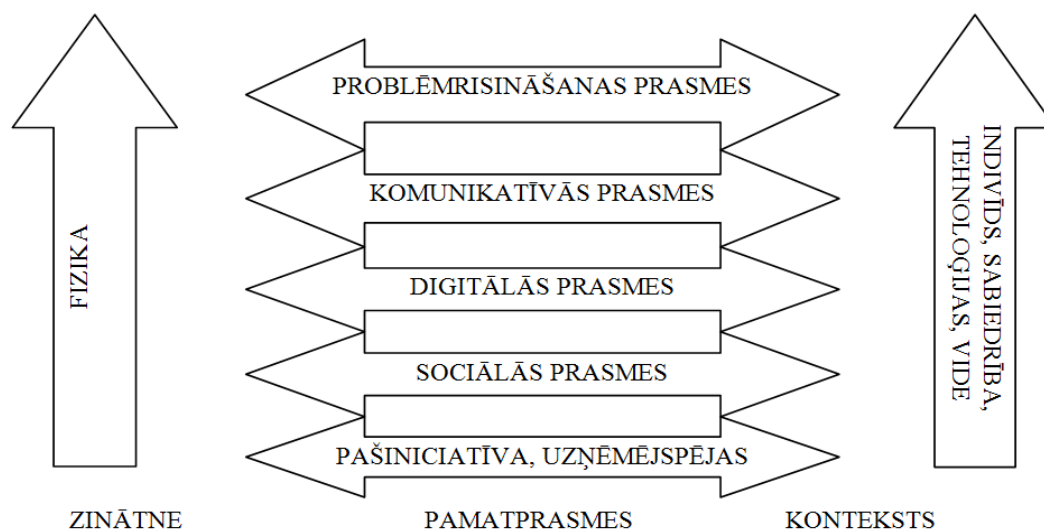 PROBLĒMRISINĀŠANAS PRASMES
KOMUNIKATĪVĀS PRASMES
DIGITĀLĀS PRASMES
SOCIĀLĀS PRASMES
PAŠINICIATĪVA, UZŅĒMĒJSPĒJAS
FIZIKA
INDIVĪDS, SABIEDRĪBA,
TEHNOLOĢIJAS, VIDE
ZINĀTNE
PAMATPRASMES
KONTEKSTS